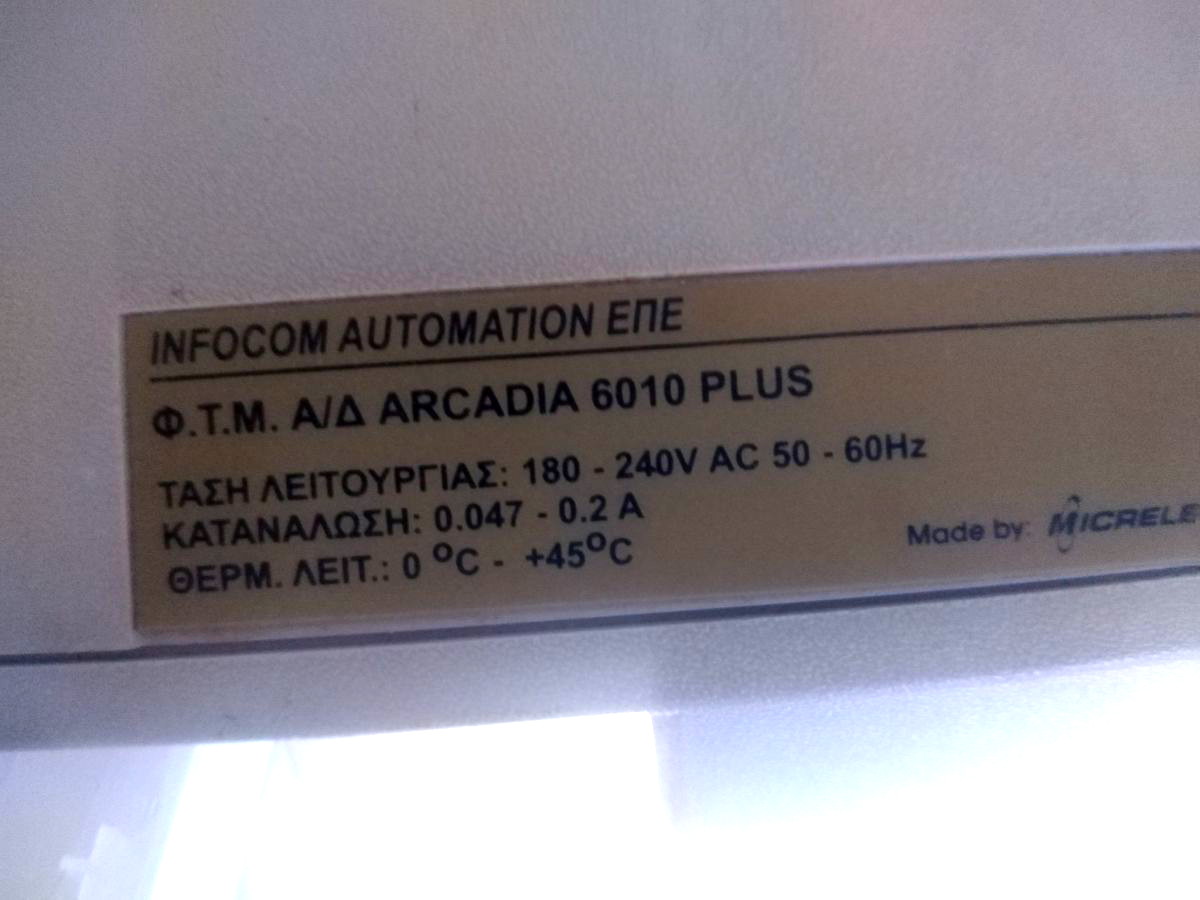 INFOCOM AUTOMATION ΕΠΕ
Φ.Τ.Μ. Α/Δ ARCADIA 6010 PLUS
ΤΑΣΗ ΛΕΙΤΟΥΡΓΙΑΣ: 180 - 240V AC 50 - 60Hz
ΚΑΤΑΝΑΛΩΣΗ: 0.047 - 0.2 A
ΘΕΡΜ. ΛΕΙΤ.: 0 °C - +45°C
Made by: MICRELE